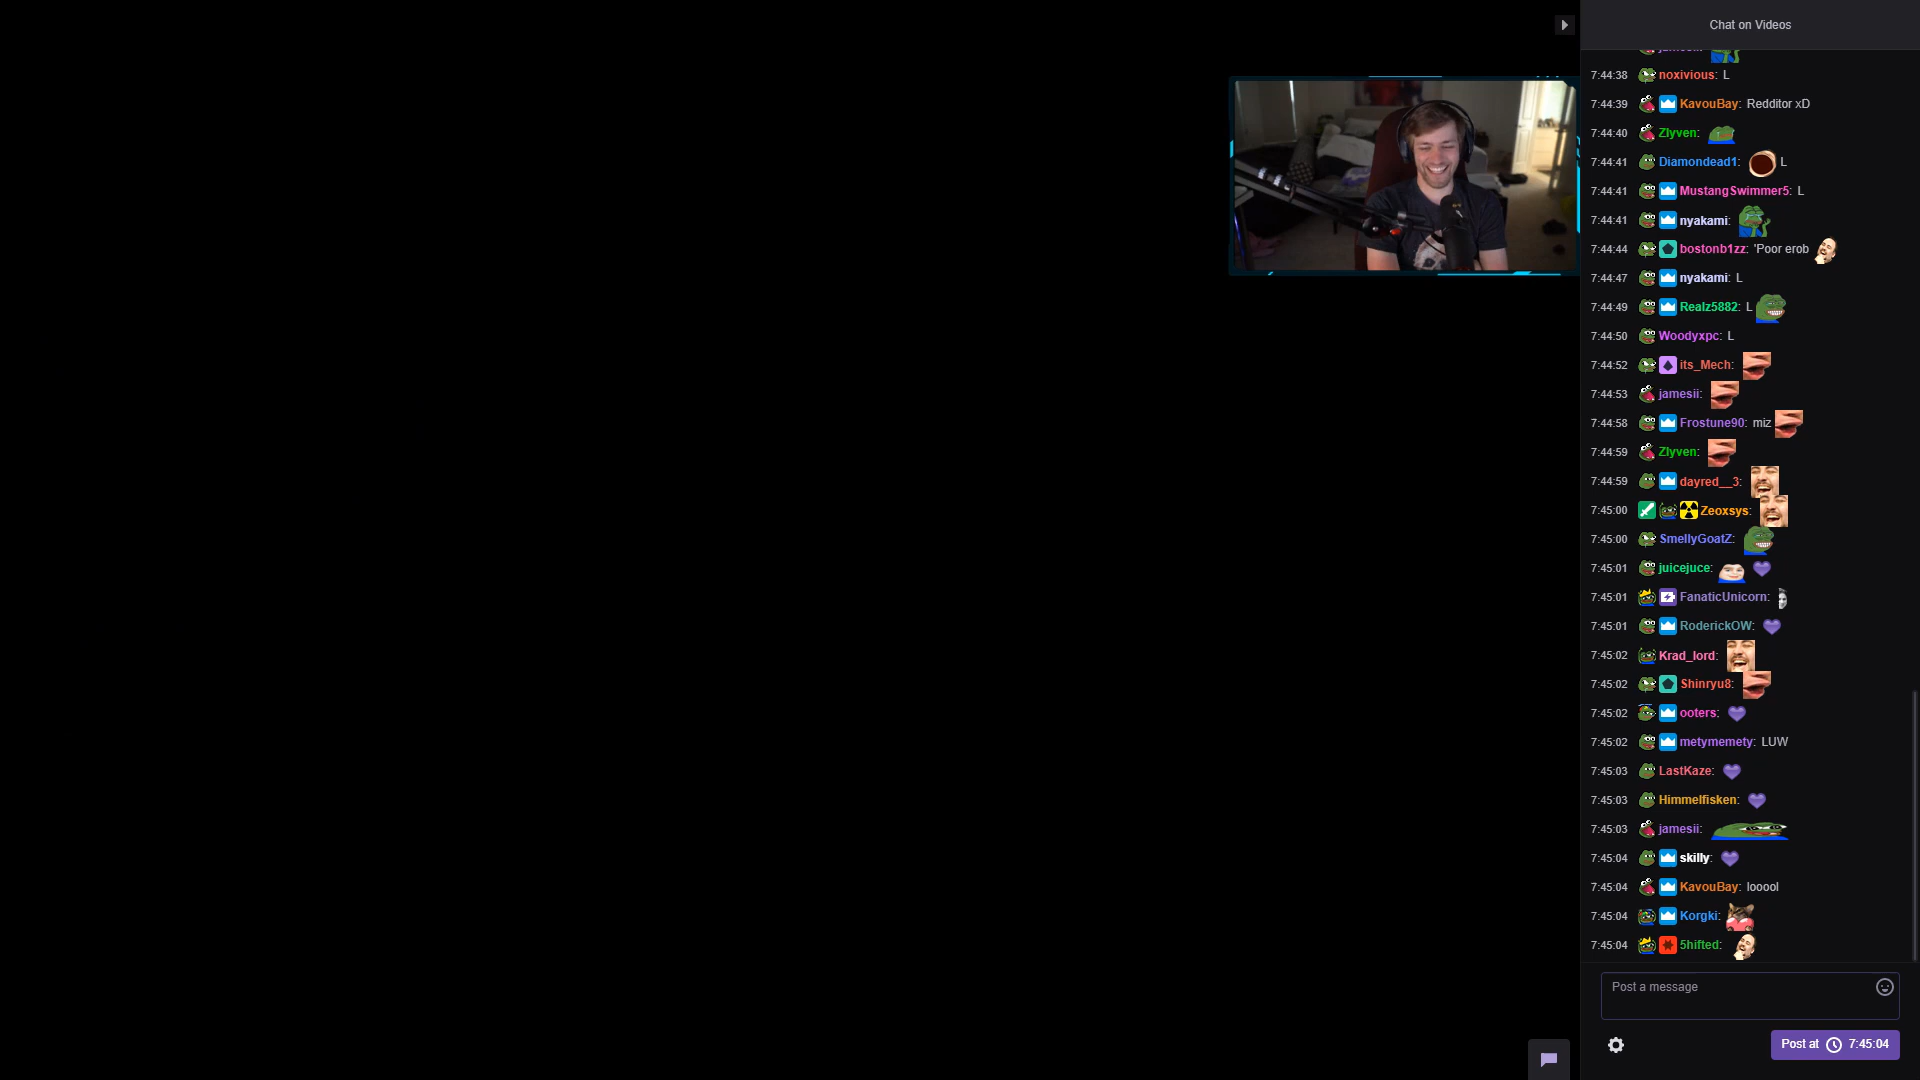 Chat on Videos
7:44:38 noxivious: L
7:44:39 KavouBay: Redditor xD
7:44:40 Zlyven:
7:44:41 Diamondead1: L
7:44:41 MustangSwimmer5: L
7:44:41 nyakami:
7:44:44 bostonb1zz: 'Poor erob
7:44:47 nyakami: L
7:44:49 Realz5882: L
7:44:50 Woodyxpc: L
7:44:52 its_Mech:
7:44:53 jamesii:
7:44:58 Frostune90: miz
7:44:59 Zlyven:
7:44:59 dayred__3:
7:45:00 Zeoxsys:
7:45:00 SmellyGoatZ:
7:45:01 juicejuce:
7:45:01 FanaticUnicorn:
7:45:01 RoderickOW:
7:45:02 Krad_lord:
7:45:02 Shinryu8:
7:45:02 ooters:
7:45:02 metymemety: LUW
7:45:03 LastKaze:
7:45:03 Himmelfisken:
7:45:03 jamesii:
7:45:04 skilly:
7:45:04 KavouBay: looool
7:45:04 Korgki:
7:45:04 5hifted:
Post a message
Post at 7:45:04